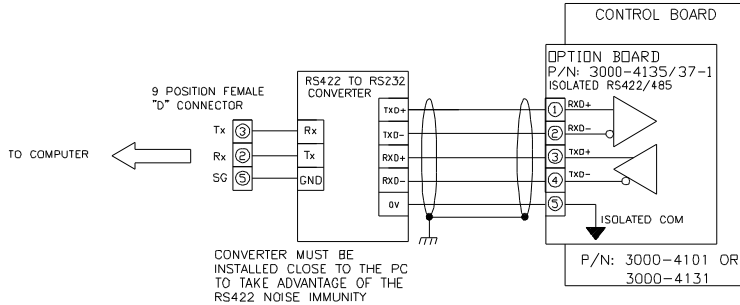 CONTROL BOARD
OPTION BOARD
P/N: 3000-4135/37-1
ISOLATED RS422/485
RS422 TO RS232
CONVERTER
9 POSITION FEMALE
"D" CONNECTOR
TXD+ 1 RXD+
Tx 3 Rx
TXD- 2 RXD-
TO COMPUTER
Rx 2 Tx
RXD+ 3 TXD+
SG 5 GND
RXD- 4 TXD-
0V 5
ISOLATED COM
CONVERTER MUST BE
INSTALLED CLOSE TO THE PC
TO TAKE ADVANTAGE OF THE
RS422 NOISE IMMUNITY
P/N: 3000-4101 OR
3000-4131